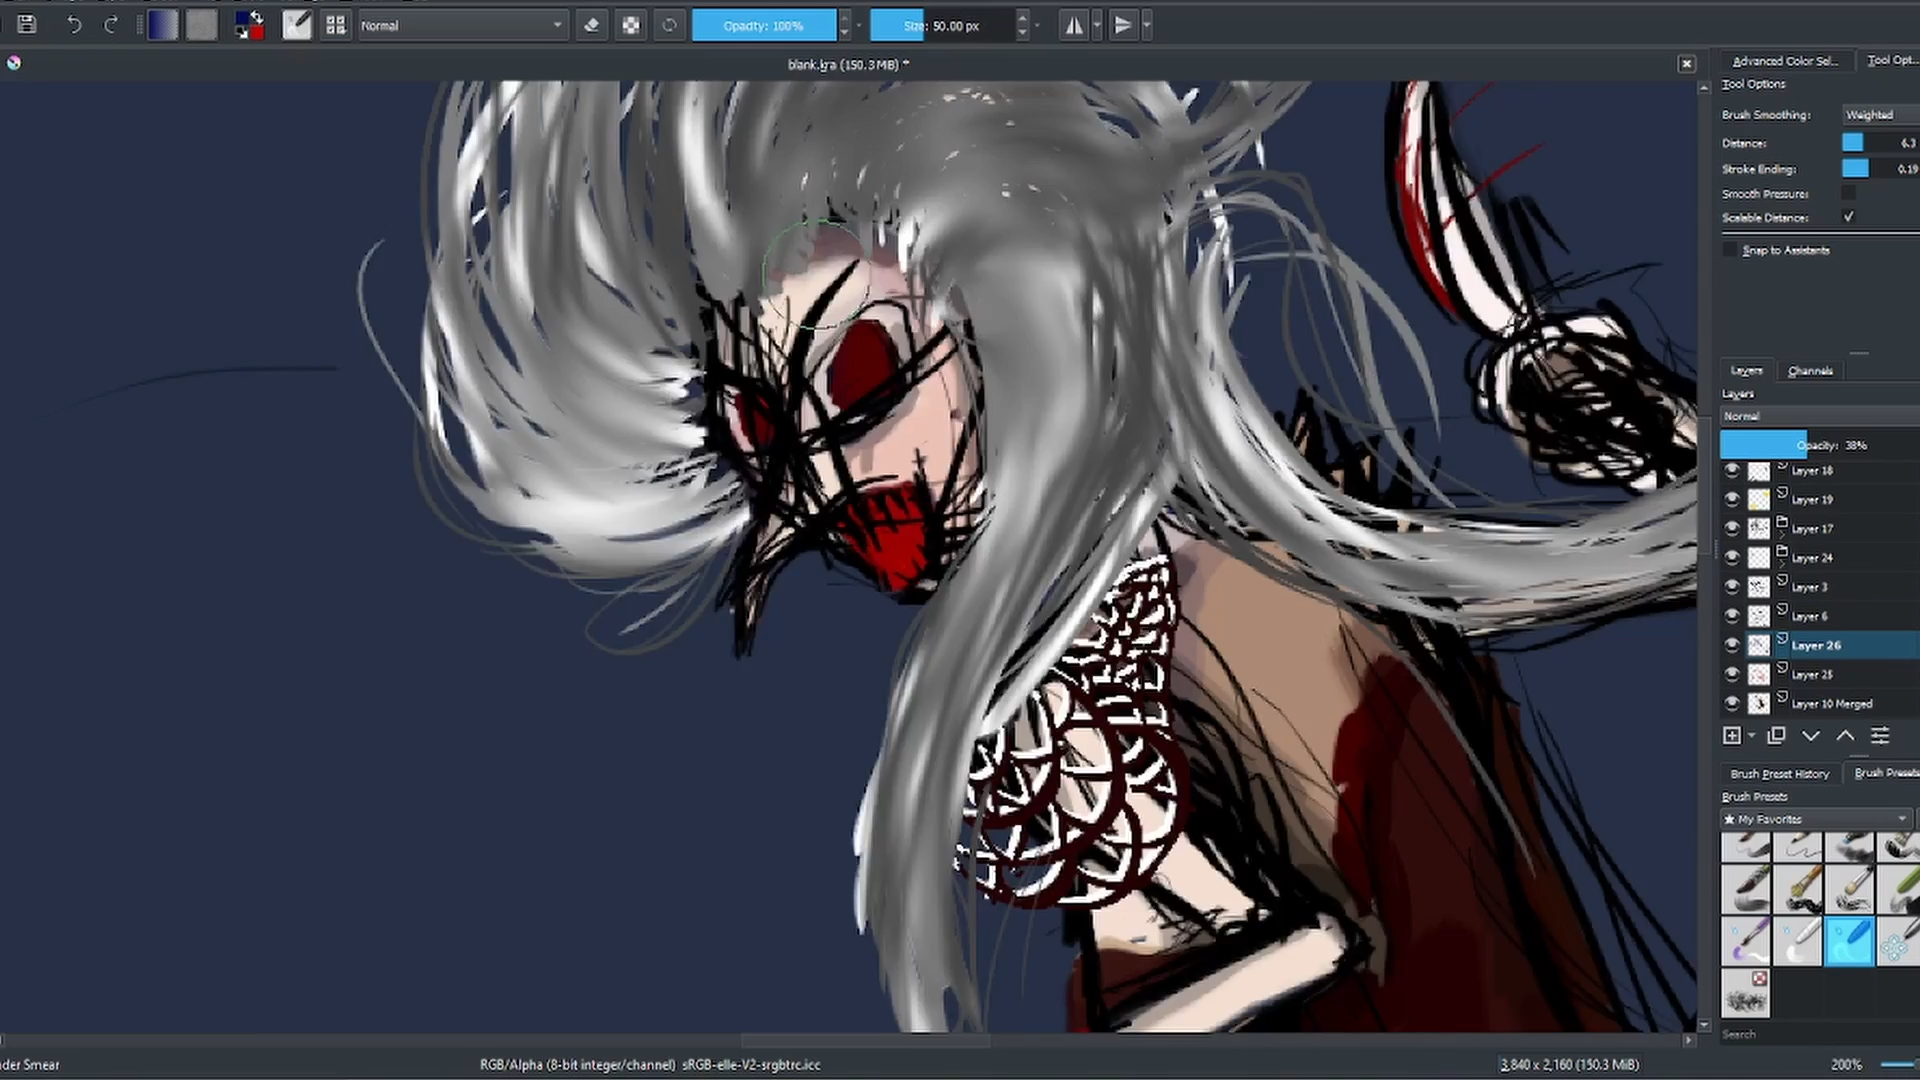 Normal
Opacity: 100%
Size: 50.00 px
blank.kra (150.3 MiB) *
Advanced Color Sel...
Tool Opt...
Tool Options
Brush Smoothing:
Weighted
Distance:
6.3
Stroke Ending:
0.19
Smooth Pressure:
Scalable Distance:
Snap to Assistants
Layers
Channels
Layers
Normal
Opacity: 38%
Layer 18
Layer 19
Layer 17
Layer 24
Layer 3
Layer 6
Layer 26
Layer 25
Layer 10 Merged
Brush Preset History
Brush Presets
Brush Presets
★ My Favorites
Search
der Smear
RGB/Alpha (8-bit integer/channel) sRGB-elle-V2-srgbtrc.icc
3,840 x 2,160 (150.3 MiB)
200%